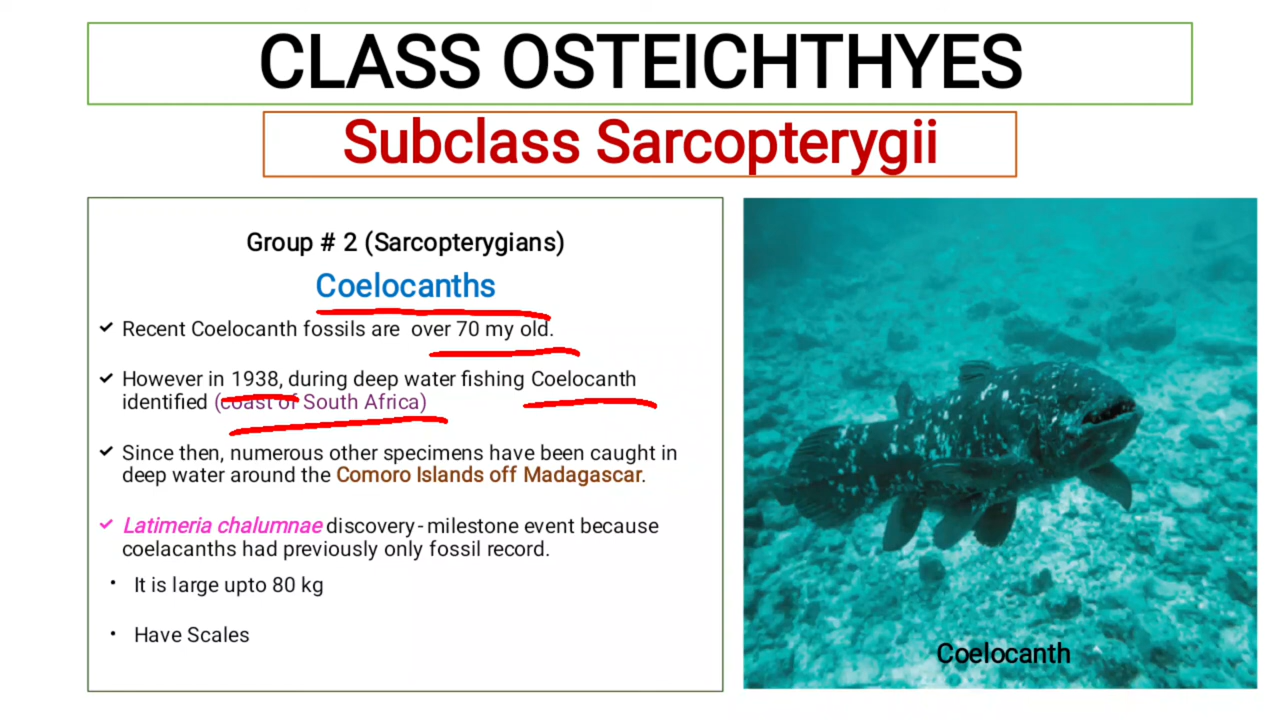 CLASS OSTEICHTHYES
Subclass Sarcopterygii
Group # 2 (Sarcopterygians)
Coelocanths
Recent Coelocanth fossils are over 70 my old.
However in 1938, during deep water fishing Coelocanth
identified (coast of South Africa)
Since then, numerous other specimens have been caught in
deep water around the Comoro Islands off Madagascar.
Latimeria chalumnae discovery - milestone event because
coelacanths had previously only fossil record.
It is large upto 80 kg
Have Scales
Coelocanth